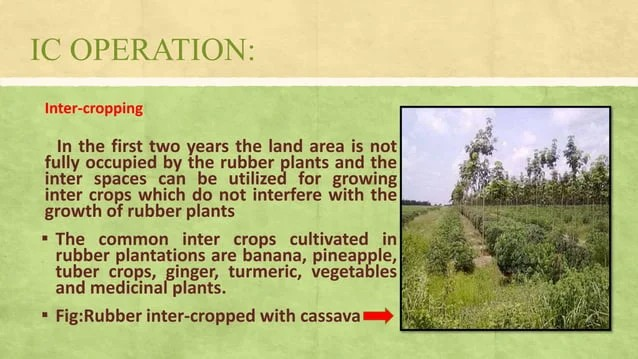 IC OPERATION:
Inter-cropping
In the first two years the land area is not
fully occupied by the rubber plants and the
inter spaces can be utilized for growing
inter crops which do not interfere with the
growth of rubber plants
▪ The common inter crops cultivated in
rubber plantations are banana, pineapple,
tuber crops, ginger, turmeric, vegetables
and medicinal plants.
▪ Fig:Rubber inter-cropped with cassava